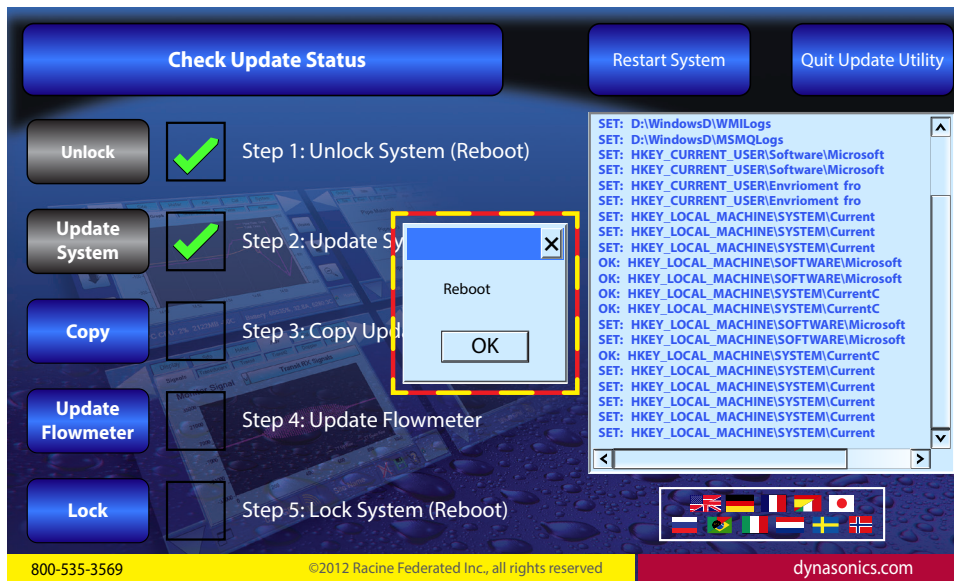 Check Update Status
Restart System
Quit Update Utility
Unlock
Step 1: Unlock System (Reboot)
Update
System
Step 2: Update Sy
Copy
Step 3: Copy Upd
Update
Flowmeter
Step 4: Update Flowmeter
Lock
Step 5: Lock System (Reboot)
Reboot
OK
SET: D:\WindowsD\WMILogs
SET: D:\WindowsD\MSMQLogs
SET: HKEY_CURRENT_USER\Software\Microsoft
SET: HKEY_CURRENT_USER\Software\Microsoft
SET: HKEY_CURRENT_USER\Envrioment fro
SET: HKEY_CURRENT_USER\Envrioment fro
SET: HKEY_LOCAL_MACHINE\SYSTEM\Current
SET: HKEY_LOCAL_MACHINE\SYSTEM\Current
SET: HKEY_LOCAL_MACHINE\SYSTEM\Current
OK: HKEY_LOCAL_MACHINE\SOFTWARE\Microsoft
OK: HKEY_LOCAL_MACHINE\SOFTWARE\Microsoft
OK: HKEY_LOCAL_MACHINE\SYSTEM\CurrentC
OK: HKEY_LOCAL_MACHINE\SYSTEM\CurrentC
SET: HKEY_LOCAL_MACHINE\SOFTWARE\Microsoft
SET: HKEY_LOCAL_MACHINE\SOFTWARE\Microsoft
OK: HKEY_LOCAL_MACHINE\SYSTEM\CurrentC
SET: HKEY_LOCAL_MACHINE\SYSTEM\Current
SET: HKEY_LOCAL_MACHINE\SYSTEM\Current
SET: HKEY_LOCAL_MACHINE\SYSTEM\Current
SET: HKEY_LOCAL_MACHINE\SYSTEM\Current
SET: HKEY_LOCAL_MACHINE\SYSTEM\Current
800-535-3569
©2012 Racine Federated Inc., all rights reserved
dynasonics.com